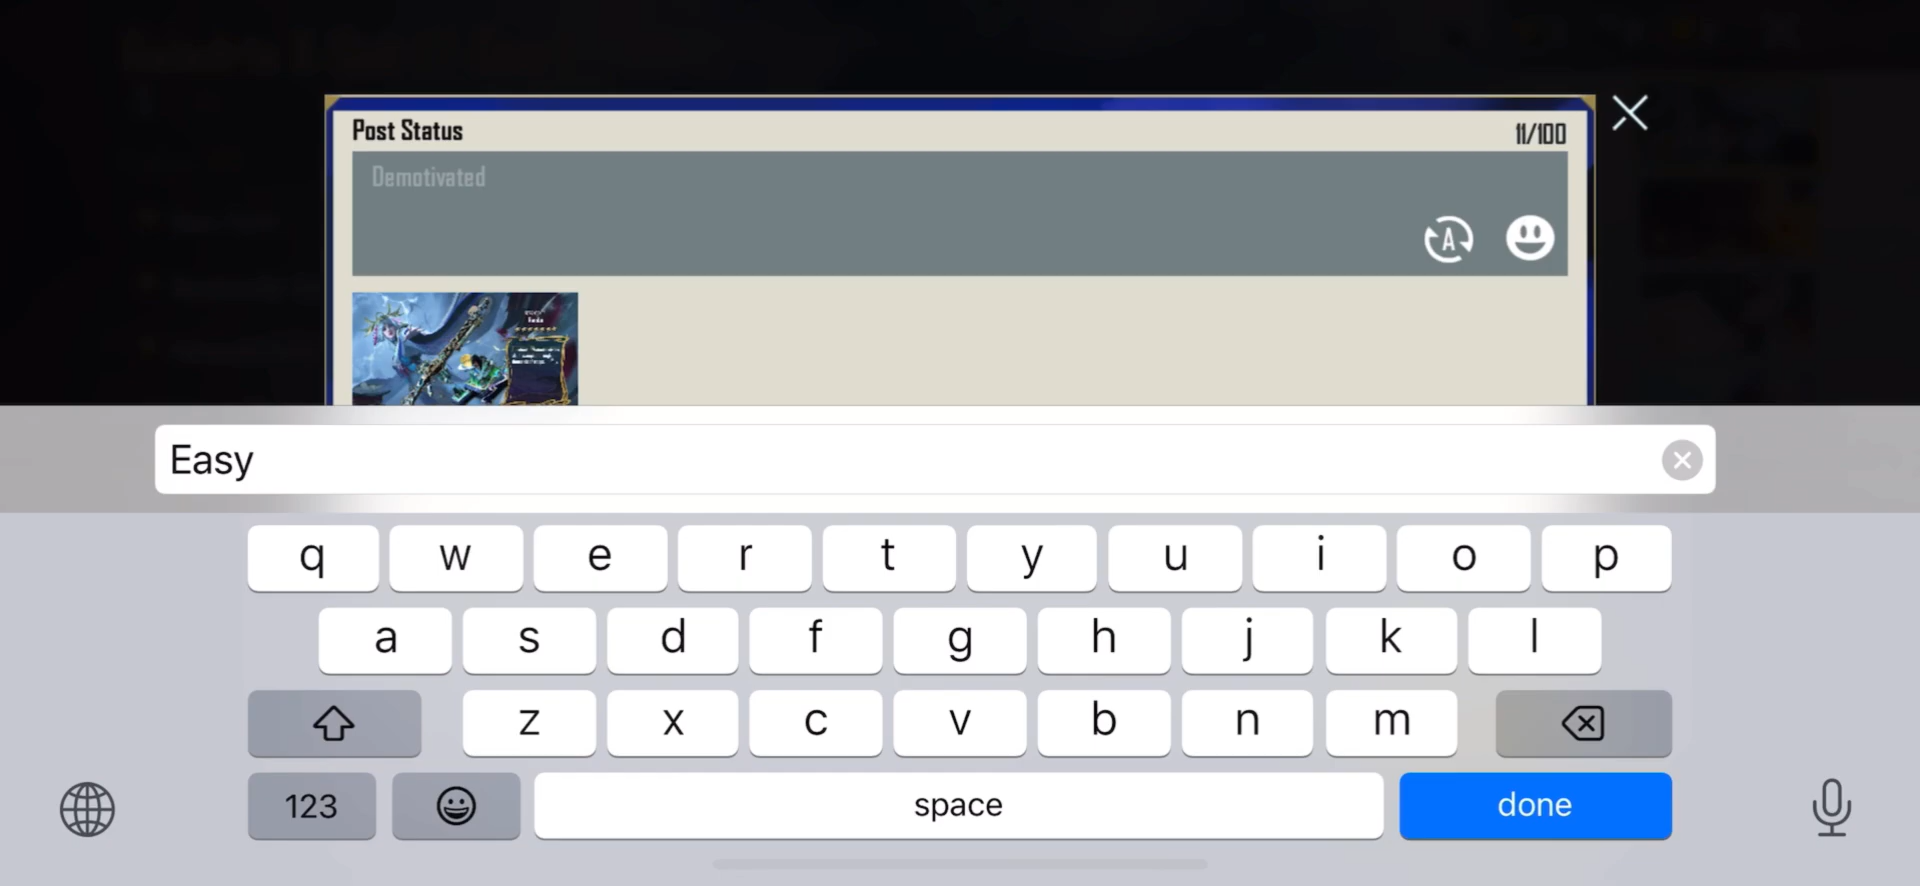 Post Status
11/100
Demotivated
A
Easy
q w e r t y u i o p
a s d f g h j k l
z x c v b n m
123 space done